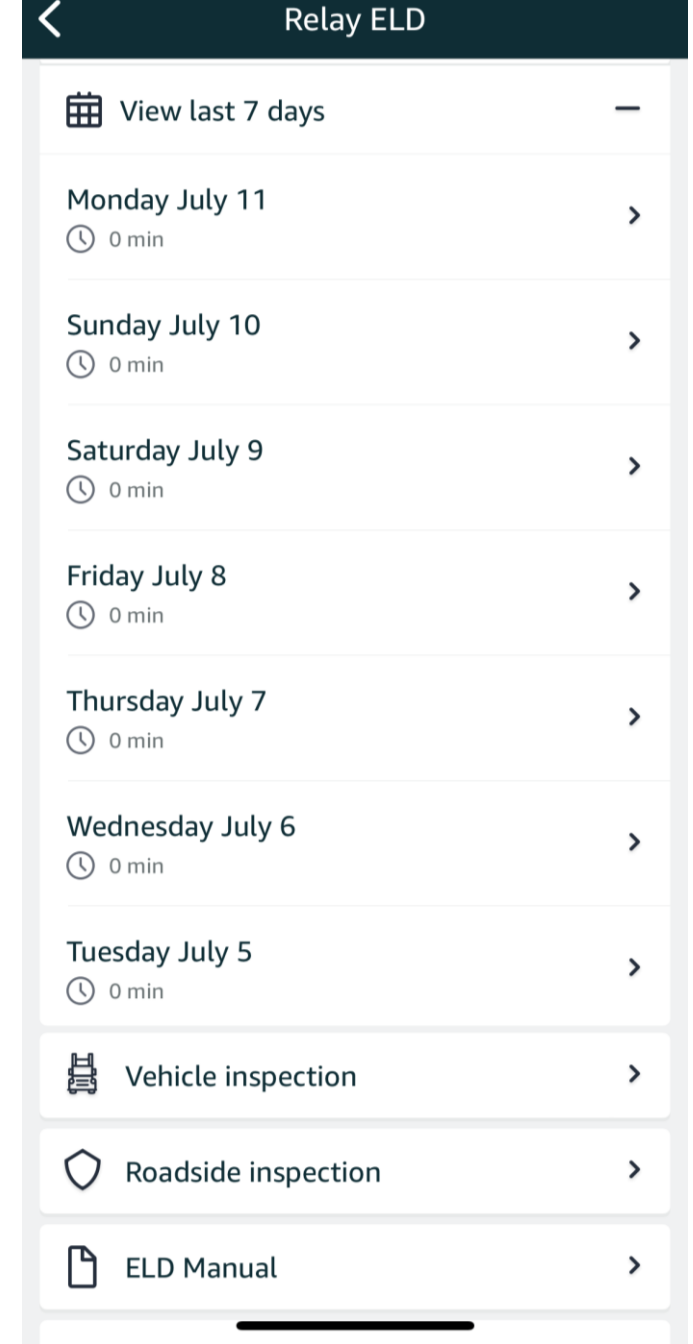 Relay ELD
View last 7 days
Monday July 11
0 min
Sunday July 10
0 min
Saturday July 9
0 min
Friday July 8
0 min
Thursday July 7
0 min
Wednesday July 6
0 min
Tuesday July 5
0 min
Vehicle inspection
Roadside inspection
ELD Manual